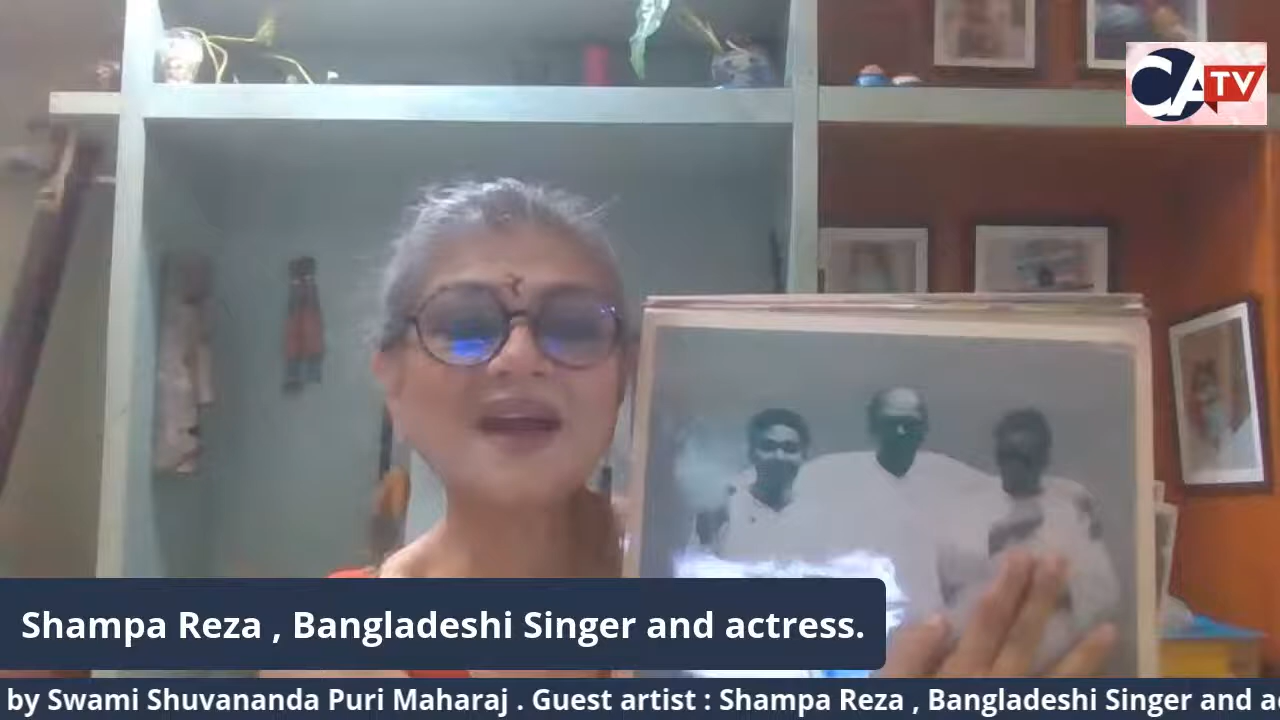 CATV
Shampa Reza , Bangladeshi Singer and actress.
by Swami Shuvananda Puri Maharaj . Guest artist : Shampa Reza , Bangladeshi Singer and a